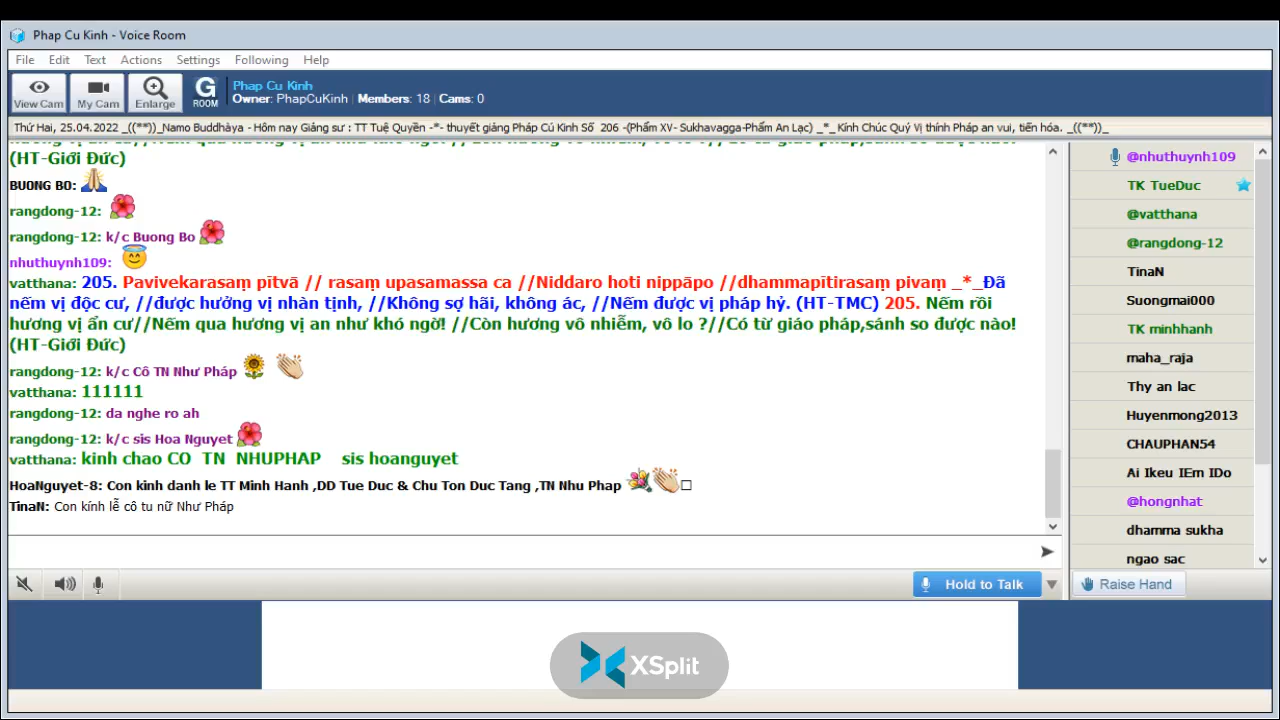 Phap Cu Kinh - Voice Room
File Edit Text Actions Settings Following Help
View Cam My Cam Enlarge G ROOM
Phap Cu Kinh
Owner: PhapCuKinh Members: 18 Cams: 0
Thứ Hai, 25.04.2022 _((**))_Namo Buddhàya - Hôm nay Giảng sư : TT Tuệ Quyền -*- thuyết giảng Pháp Cú Kinh Số 206 -(Phẩm XV- Sukhavagga-Phẩm An Lạc) _*_ Kính Chúc Quý Vị thính Pháp an vui, tiến hóa. _((**))_
(HT-Giới Đức)
BUONG BO:
rangdong-12:
rangdong-12: k/c Buong Bo
nhuthuynh109:
vatthana: 205. Pavivekarasaṃ pītvā // rasaṃ upasamassa ca //Niddaro hoti nippāpo //dhammapītirasaṃ pivaṃ _*_Đã
nếm vị độc cư, //được hưởng vị nhàn tịnh, //Không sợ hãi, không ác, //Nếm được vị pháp hỷ. (HT-TMC) 205. Nếm rồi
hương vị ẩn cư//Nếm qua hương vị an như khó ngờ! //Còn hương vô nhiễm, vô lo ?//Có từ giáo pháp,sánh so được nào!
(HT-Giới Đức)
rangdong-12: k/c Cô TN Như Pháp
vatthana: 111111
rangdong-12: da nghe ro ah
rangdong-12: k/c sis Hoa Nguyet
vatthana: kinh chao CO TN NHUPHAP sis hoanguyet
HoaNguyet-8: Con kinh danh le TT Minh Hanh ,DD Tue Duc & Chu Ton Duc Tang ,TN Nhu Phap
TinaN: Con kính lễ cô tu nữ Như Pháp
@nhuthuynh109
TK TueDuc
@vatthana
@rangdong-12
TinaN
Suongmai000
TK minhhanh
maha_raja
Thy an lac
Huyenmong2013
CHAUPHAN54
Ai Ikeu IEm IDo
@hongnhat
dhamma sukha
ngao sac
Hold to Talk
Raise Hand
XSplit